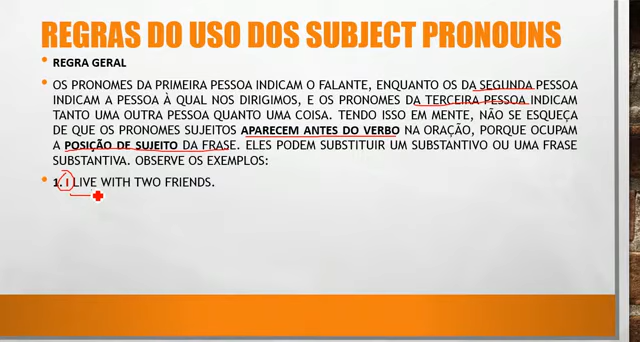 REGRAS DO USO DOS SUBJECT PRONOUNS
• REGRA GERAL
• OS PRONOMES DA PRIMEIRA PESSOA INDICAM O FALANTE, ENQUANTO OS DA SEGUNDA PESSOA
INDICAM A PESSOA À QUAL NOS DIRIGIMOS, E OS PRONOMES DA TERCEIRA PESSOA INDICAM
TANTO UMA OUTRA PESSOA QUANTO UMA COISA. TENDO ISSO EM MENTE, NÃO SE ESQUEÇA
DE QUE OS PRONOMES SUJEITOS APARECEM ANTES DO VERBO NA ORAÇÃO, PORQUE OCUPAM
A POSIÇÃO DE SUJEITO DA FRASE. ELES PODEM SUBSTITUIR UM SUBSTANTIVO OU UMA FRASE
SUBSTANTIVA. OBSERVE OS EXEMPLOS:
• 1. I LIVE WITH TWO FRIENDS.